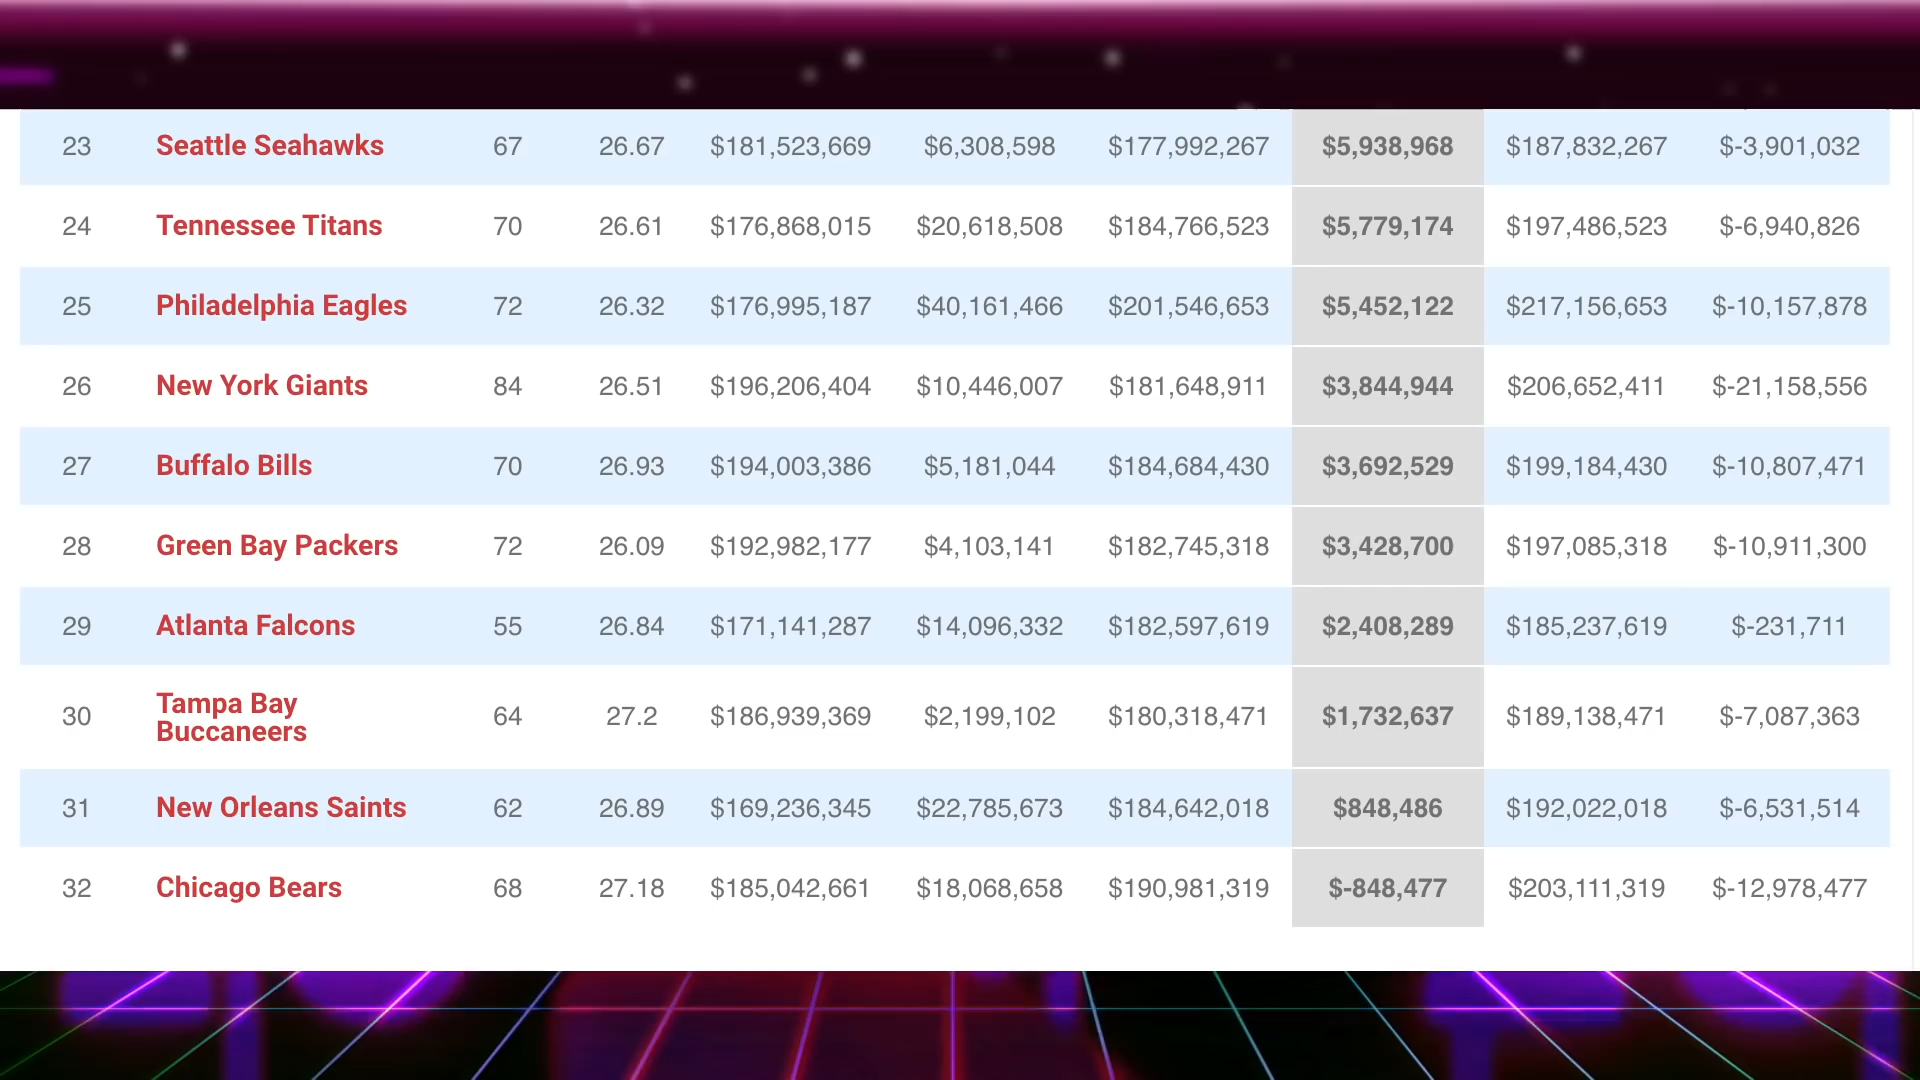 23 Seattle Seahawks 67 26.67 $181,523,669 $6,308,598 $177,992,267 $5,938,968 $187,832,267 $-3,901,032
24 Tennessee Titans 70 26.61 $176,868,015 $20,618,508 $184,766,523 $5,779,174 $197,486,523 $-6,940,826
25 Philadelphia Eagles 72 26.32 $176,995,187 $40,161,466 $201,546,653 $5,452,122 $217,156,653 $-10,157,878
26 New York Giants 84 26.51 $196,206,404 $10,446,007 $181,648,911 $3,844,944 $206,652,411 $-21,158,556
27 Buffalo Bills 70 26.93 $194,003,386 $5,181,044 $184,684,430 $3,692,529 $199,184,430 $-10,807,471
28 Green Bay Packers 72 26.09 $192,982,177 $4,103,141 $182,745,318 $3,428,700 $197,085,318 $-10,911,300
29 Atlanta Falcons 55 26.84 $171,141,287 $14,096,332 $182,597,619 $2,408,289 $185,237,619 $-231,711
30 Tampa Bay
Buccaneers 64 27.2 $186,939,369 $2,199,102 $180,318,471 $1,732,637 $189,138,471 $-7,087,363
31 New Orleans Saints 62 26.89 $169,236,345 $22,785,673 $184,642,018 $848,486 $192,022,018 $-6,531,514
32 Chicago Bears 68 27.18 $185,042,661 $18,068,658 $190,981,319 $-848,477 $203,111,319 $-12,978,477